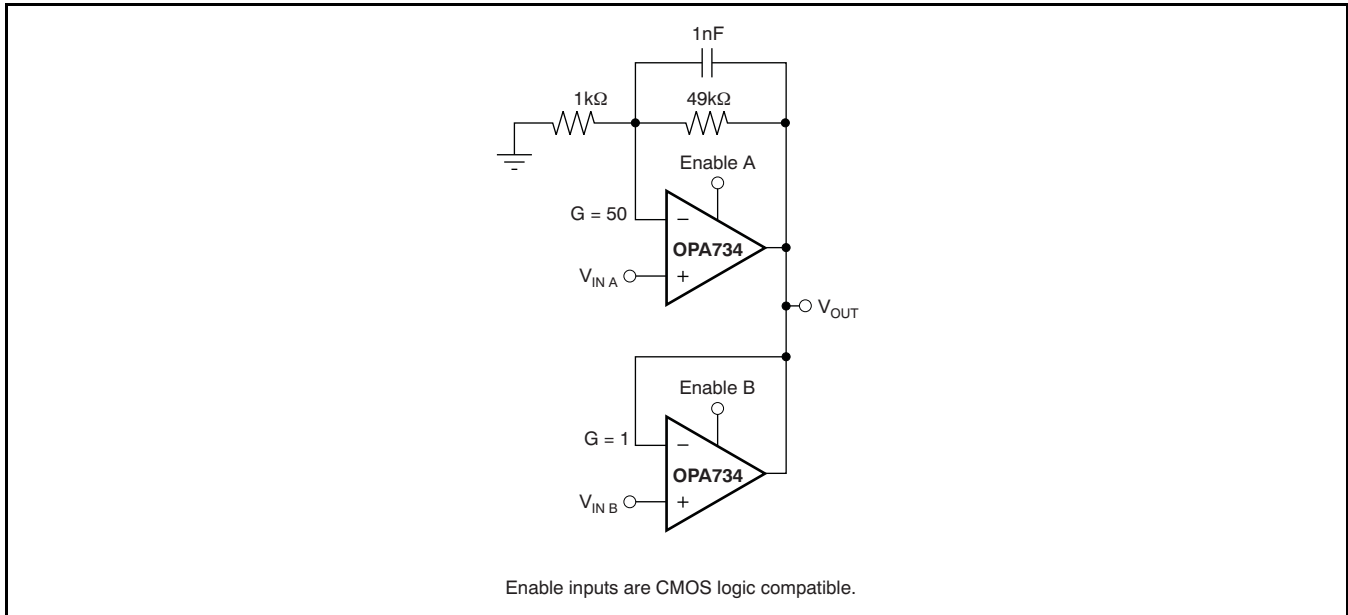 1nF
1kΩ
49kΩ
Enable A
G = 50
−
OPA734
V_IN A
+
V_OUT
Enable B
G = 1
−
OPA734
V_IN B
+
Enable inputs are CMOS logic compatible.